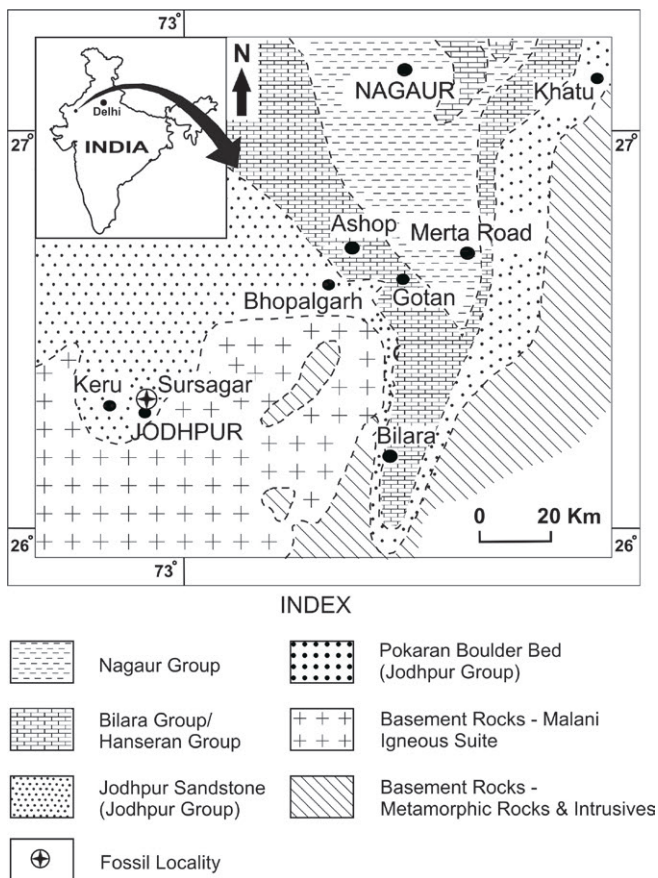 73°
N
Delhi
INDIA
NAGAUR
Khatu
27°
27°
Ashop
Merta Road
Bhopalgarh
Gotan
Keru
Sursagar
JODHPUR
Bilara
0 20 Km
26°
26°
73°
INDEX
Nagaur Group
Bilara Group/
Hanseran Group
Jodhpur Sandstone
(Jodhpur Group)
Fossil Locality
Pokaran Boulder Bed
(Jodhpur Group)
Basement Rocks - Malani
Igneous Suite
Basement Rocks -
Metamorphic Rocks & Intrusives